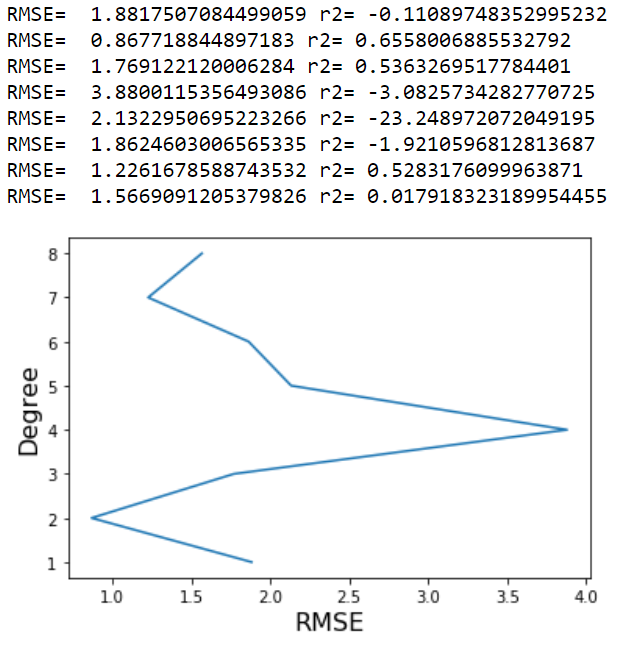 RMSE=  1.8817507084499059 r2= -0.11089748352995232
RMSE=  0.867718844897183 r2= 0.6558006885532792
RMSE=  1.769122120006284 r2= 0.5363269517784401
RMSE=  3.8800115356493086 r2= -3.0825734282770725
RMSE=  2.1322950695223266 r2= -23.248972072049195
RMSE=  1.8624603006565335 r2= -1.9210596812813687
RMSE=  1.2261678588743532 r2= 0.5283176099963871
RMSE=  1.5669091205379826 r2= 0.017918323189954455
8
7
6
5
4
3
2
1
Degree
1.0 1.5 2.0 2.5 3.0 3.5 4.0
RMSE